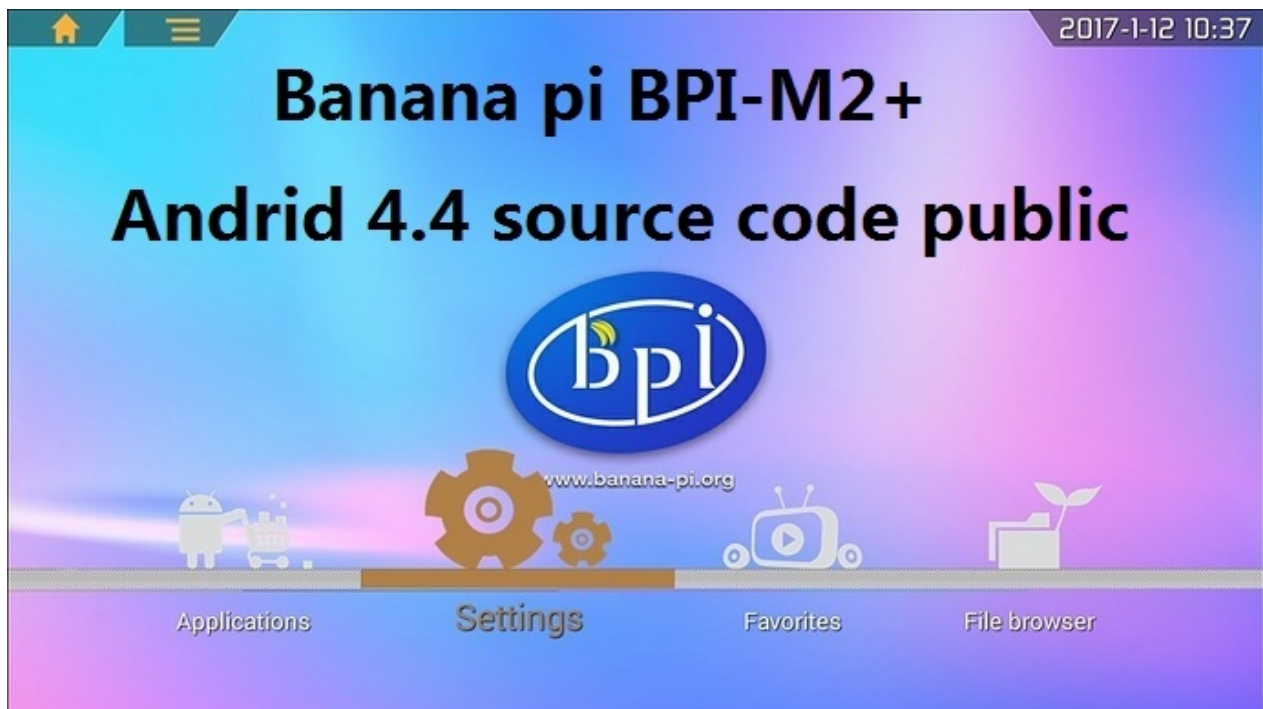 2017-1-12 10:37
Banana pi BPI-M2+
Andrid 4.4 source code public
bpi
www.banana-pi.org
Applications
Settings
Favorites
File browser